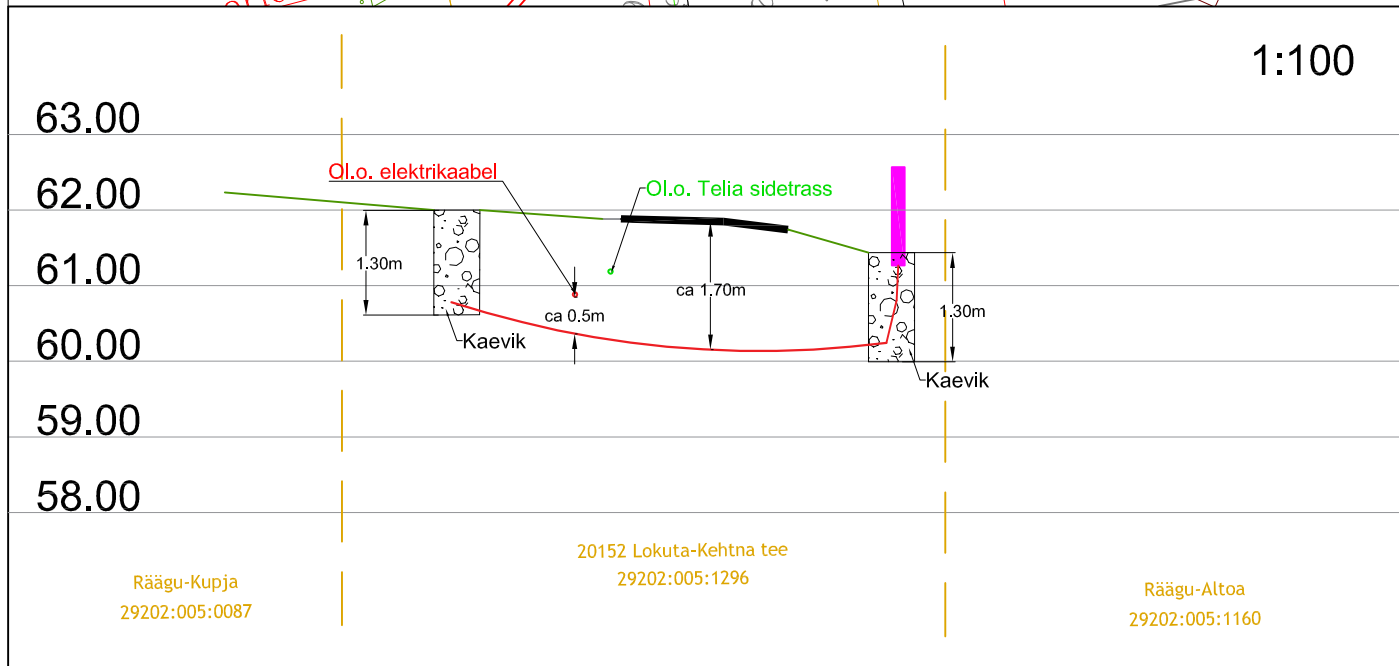 1:100
63.00
62.00
61.00
60.00
59.00
58.00
Ol.o. elektrikaabel
Ol.o. Telia sidetrass
1.30m
ca 0.5m
ca 1.70m
1.30m
Kaevik
Kaevik
Räägu-Kupja
29202:005:0087
20152 Lokuta-Kehtna tee
29202:005:1296
Räägu-Altoa
29202:005:1160